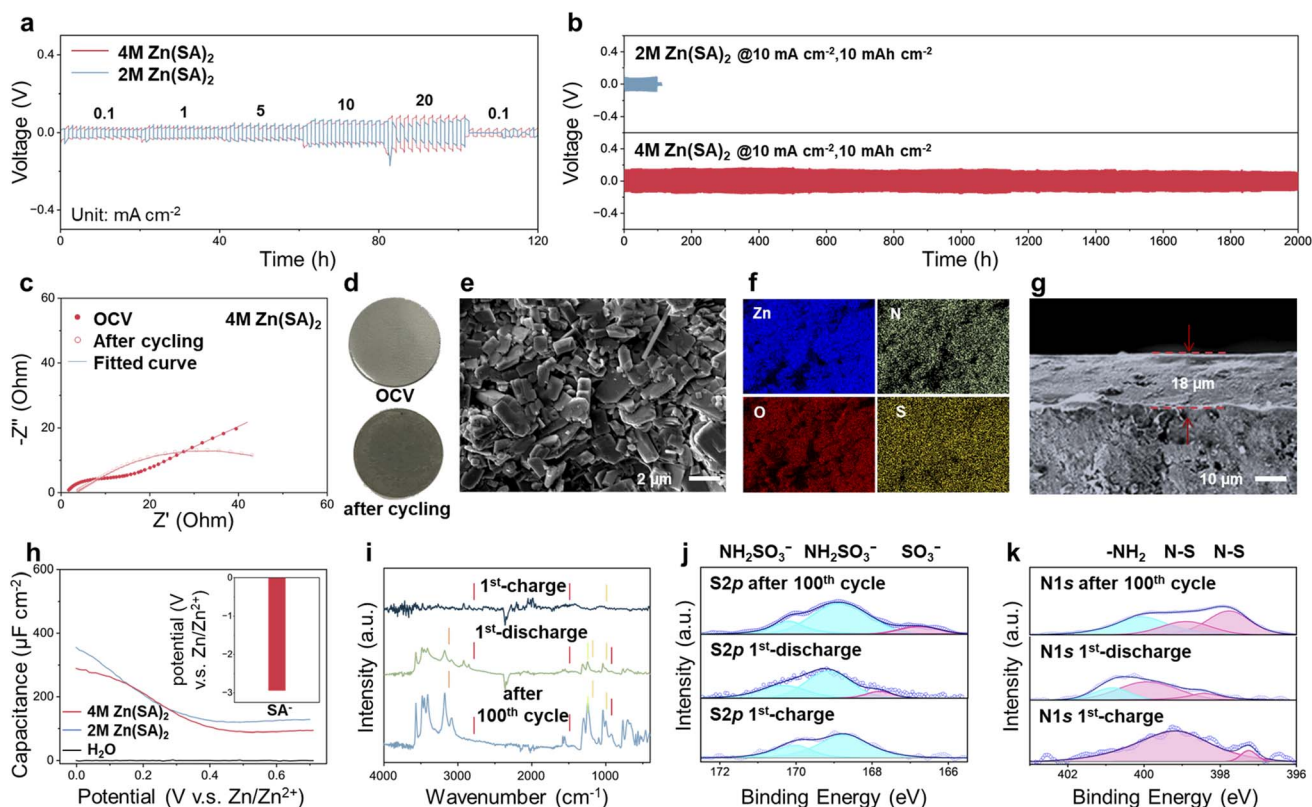 a
4M Zn(SA)₂
2M Zn(SA)₂
0.1 1 5 10 20 0.1
Unit: mA cm⁻²
Voltage (V)
0.4
0.0
−0.4
0 20 40 60 80 100 120
Time (h)
b
2M Zn(SA)₂ @10 mA cm⁻²,10 mAh cm⁻²
4M Zn(SA)₂ @10 mA cm⁻²,10 mAh cm⁻²
Voltage (V)
0.4
0.0
−0.4
0.4
0.0
−0.4
0 200 400 600 800 1000 1200 1400 1600 1800 2000
Time (h)
c
OCV 4M Zn(SA)₂
After cycling
Fitted curve
-Z" (Ohm)
60
40
20
0
0 20 40 60
Z' (Ohm)
d
OCV
after cycling
e
2 μm
f
Zn N
O S
g
18 μm
10 μm
h
Capacitance (μF cm⁻²)
600
500
400
300
200
100
0
4M Zn(SA)₂
2M Zn(SA)₂
H₂O
potential (V
v.s. Zn/Zn²⁺)
0
−1
−2
−3
SA⁻
0.0 0.2 0.4 0.6 0.8
Potential (V v.s. Zn/Zn²⁺)
i
1ˢᵗ-charge
1ˢᵗ-discharge
after
100ᵗʰ cycle
Intensity (a.u.)
4000 3000 2000 1000
Wavenumber (cm⁻¹)
j
NH₂SO₃⁻ NH₂SO₃⁻ SO₃⁻
S2p after 100ᵗʰ cycle
S2p 1ˢᵗ-discharge
S2p 1ˢᵗ-charge
Intensity (a.u.)
172 170 168 166
Binding Energy (eV)
k
-NH₂ N-S N-S
N1s after 100ᵗʰ cycle
N1s 1ˢᵗ-discharge
N1s 1ˢᵗ-charge
Intensity (a.u.)
402 400 398 396
Binding Energy (eV)